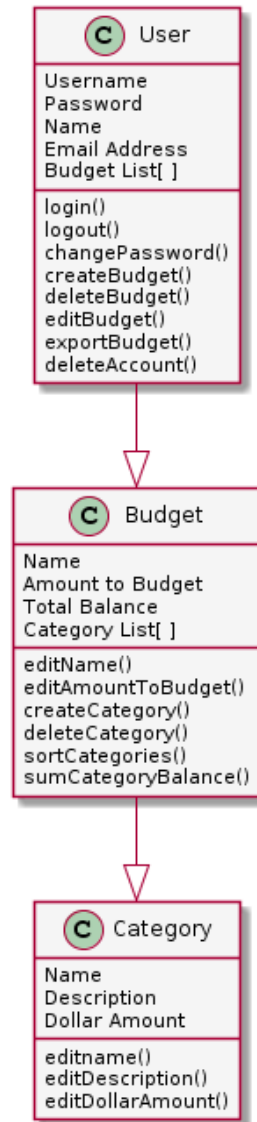 C User
Username
Password
Name
Email Address
Budget List[ ]
login()
logout()
changePassword()
createBudget()
deleteBudget()
editBudget()
exportBudget()
deleteAccount()
C Budget
Name
Amount to Budget
Total Balance
Category List[ ]
editName()
editAmountToBudget()
createCategory()
deleteCategory()
sortCategories()
sumCategoryBalance()
C Category
Name
Description
Dollar Amount
editname()
editDescription()
editDollarAmount()